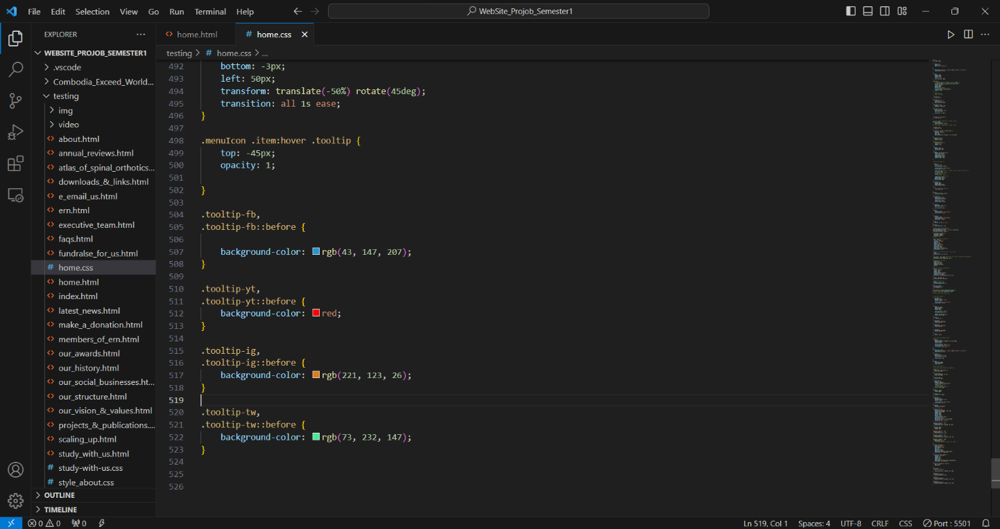 File Edit Selection View Go Run Terminal Help
WebSite_Projob_Semester1
EXPLORER
home.html
home.css
WEBSITE_PROJOB_SEMESTER1
.vscode
Combodia_Exceed_World...
testing
img
video
about.html
annual_reviews.html
atlas_of_spinal_orthotics...
downloads_&_links.html
e_email_us.html
ern.html
executive_team.html
faqs.html
fundralse_for_us.html
home.css
home.html
index.html
latest_news.html
make_a_donation.html
members_of_ern.html
our_awards.html
our_history.html
our_social_businesses.ht...
our_structure.html
our_vision_&_values.html
projects_&_publications....
scaling_up.html
study_with_us.html
study-with-us.css
style_about.css
OUTLINE
TIMELINE
testing > # home.css > ...
492 bottom: -3px;
493 left: 50px;
494 transform: translate(-50%) rotate(45deg);
495 transition: all 1s ease;
496 }
497
498 .menuIcon .item:hover .tooltip {
499 top: -45px;
500 opacity: 1;
501
502 }
503
504 .tooltip-fb,
505 .tooltip-fb::before {
506
507 background-color: rgb(43, 147, 207);
508 }
509
510 .tooltip-yt,
511 .tooltip-yt::before {
512 background-color: red;
513 }
514
515 .tooltip-ig,
516 .tooltip-ig::before {
517 background-color: rgb(221, 123, 26);
518 }
519
520 .tooltip-tw,
521 .tooltip-tw::before {
522 background-color: rgb(73, 232, 147);
523 }
524
525
526
0 0 0
Ln 519, Col 1 Spaces: 4 UTF-8 CRLF CSS Port : 5501